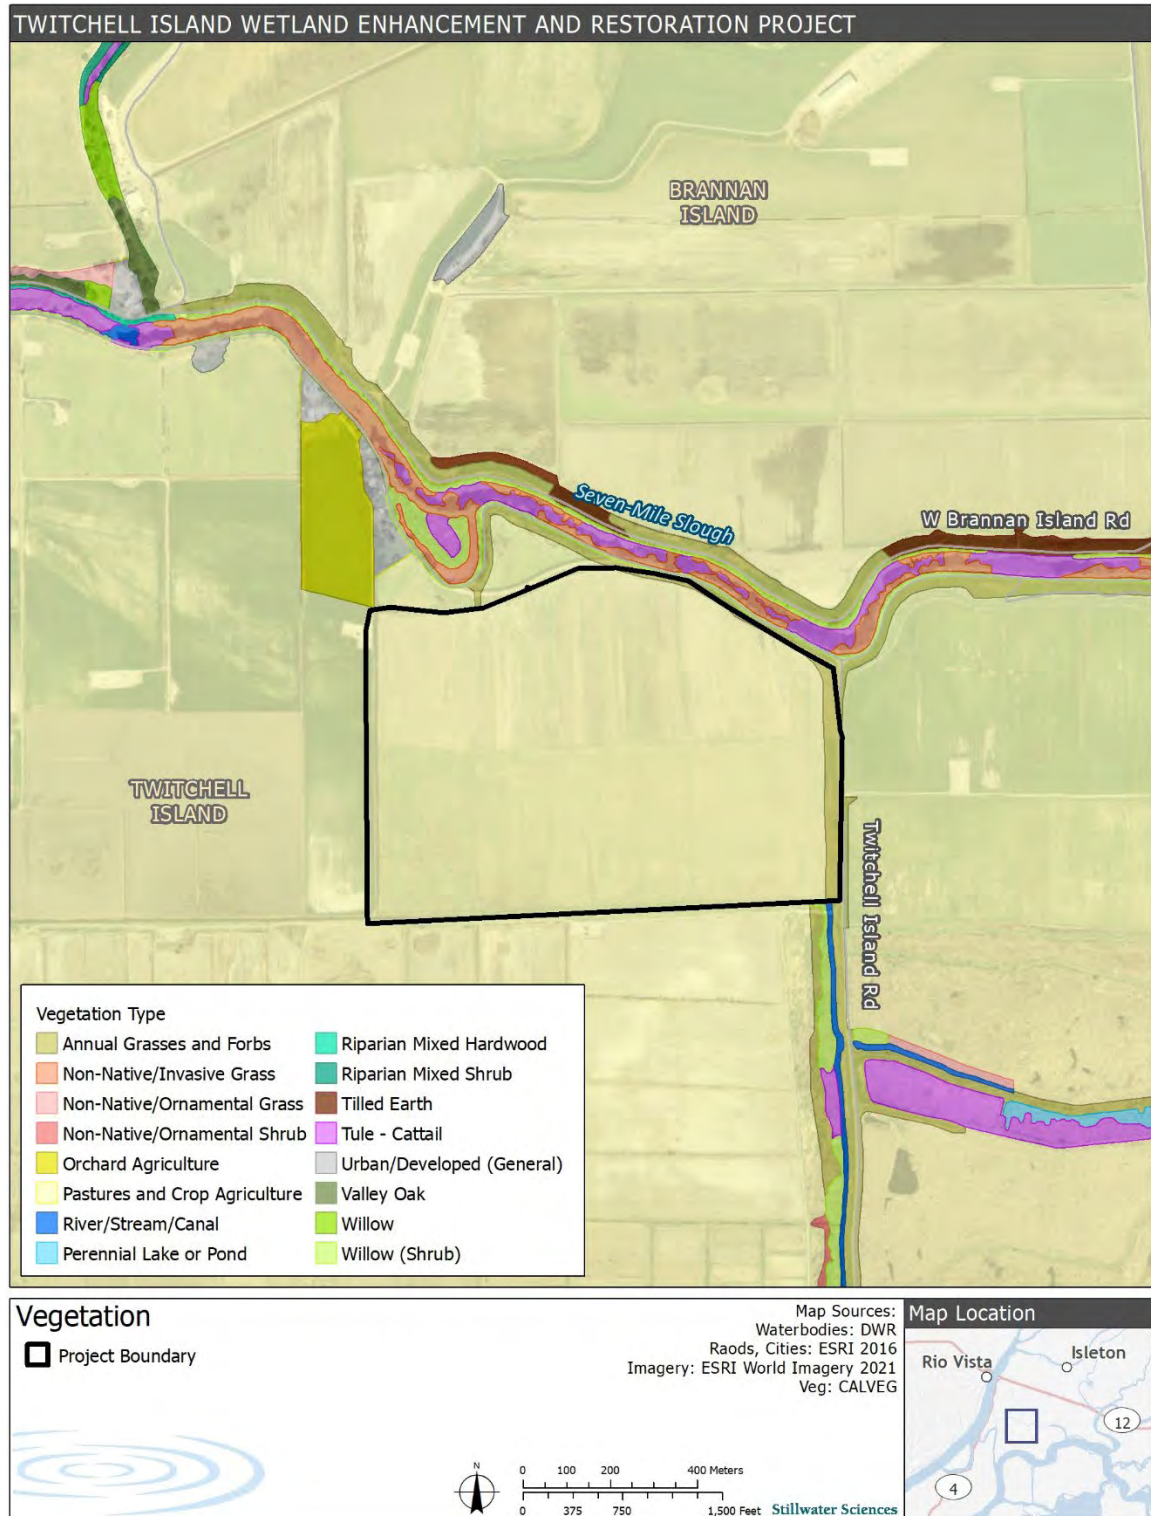 TWITCHELL ISLAND WETLAND ENHANCEMENT AND RESTORATION PROJECT
BRANNAN
ISLAND
Seven-Mile Slough
W Brannan Island Rd
TWITCHELL
ISLAND
Twitchell Island Rd
Vegetation Type
Annual Grasses and Forbs
Non-Native/Invasive Grass
Non-Native/Ornamental Grass
Non-Native/Ornamental Shrub
Orchard Agriculture
Pastures and Crop Agriculture
River/Stream/Canal
Perennial Lake or Pond
Riparian Mixed Hardwood
Riparian Mixed Shrub
Tilled Earth
Tule - Cattail
Urban/Developed (General)
Valley Oak
Willow
Willow (Shrub)
Vegetation
Project Boundary
Map Sources:
Waterbodies: DWR
Raods, Cities: ESRI 2016
Imagery: ESRI World Imagery 2021
Veg: CALVEG
N
0 100 200 400 Meters
0 375 750 1,500 Feet
Stillwater Sciences
Map Location
Rio Vista
Isleton
12
4